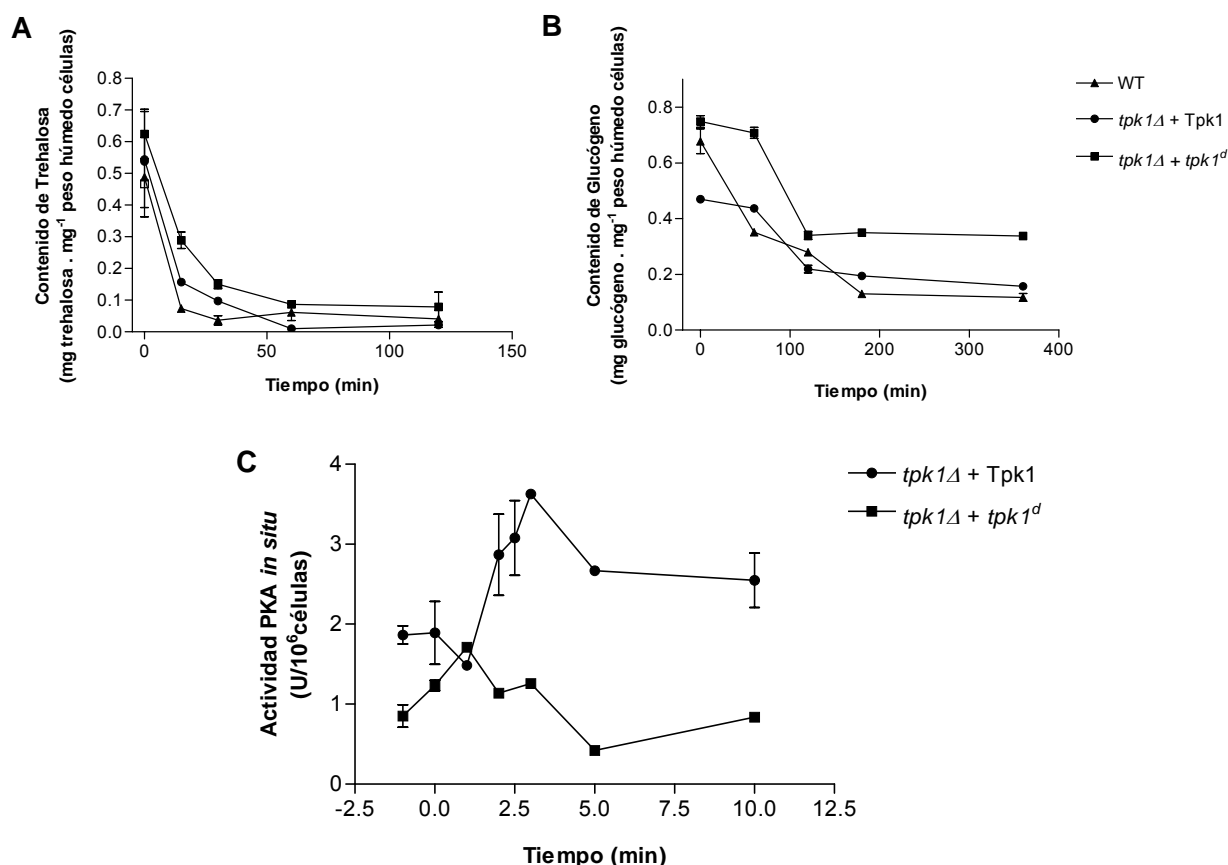 A
Contenido de Trehalosa
(mg trehalosa . mg⁻¹ peso húmedo células)
0.8
0.7
0.6
0.5
0.4
0.3
0.2
0.1
0.0
0
50
100
150
Tiempo (min)
B
Contenido de Glucógeno
(mg glucógeno . mg⁻¹ peso húmedo células)
0.8
0.6
0.4
0.2
0.0
0
100
200
300
400
Tiempo (min)
WT
tpk1Δ + Tpk1
tpk1Δ + tpk1ᵈ
C
Actividad PKA in situ
(U/10⁶células)
4
3
2
1
0
-2.5
0.0
2.5
5.0
7.5
10.0
12.5
Tiempo (min)
tpk1Δ + Tpk1
tpk1Δ + tpk1ᵈ